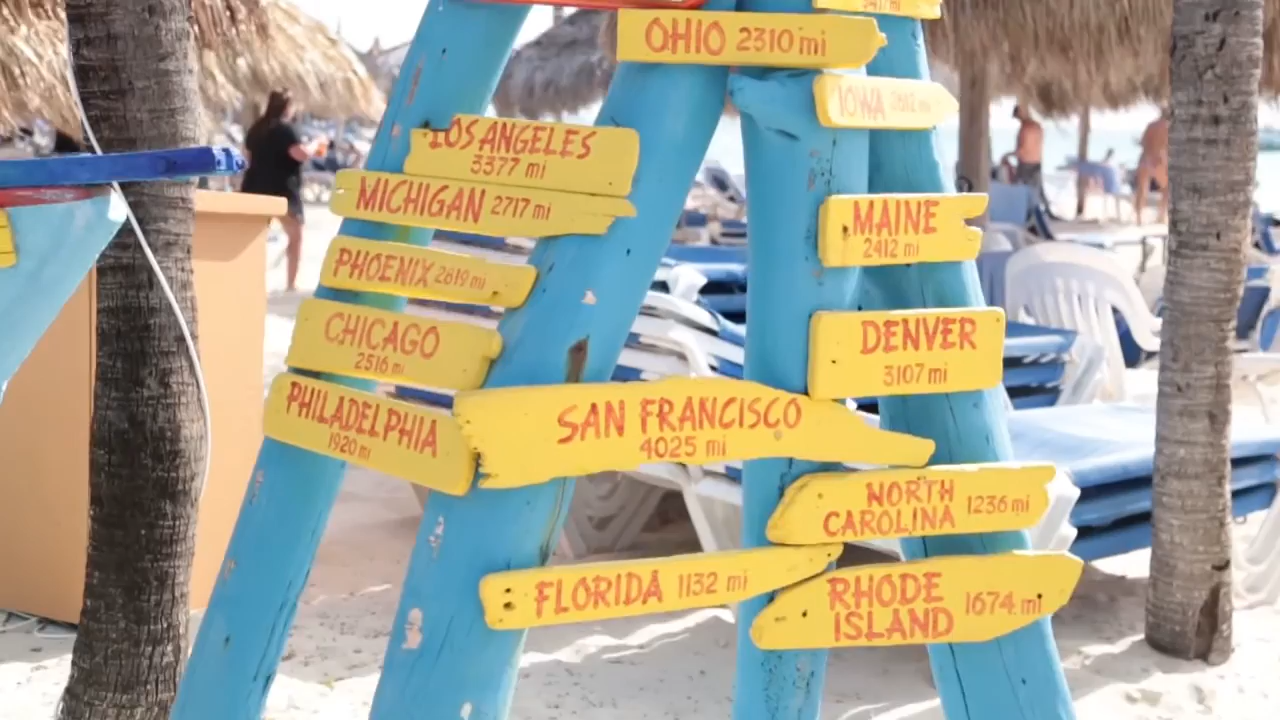 OHIO 2310 mi
IOWA
LOS ANGELES
3377 mi
MICHIGAN 2717 mi
PHOENIX 2819 mi
CHICAGO
2516 mi
PHILADELPHIA
1920 mi
SAN FRANCISCO
4025 mi
FLORIDA 1132 mi
MAINE
2412 mi
DENVER
3107 mi
NORTH
CAROLINA 1236 mi
RHODE
ISLAND 1674 mi